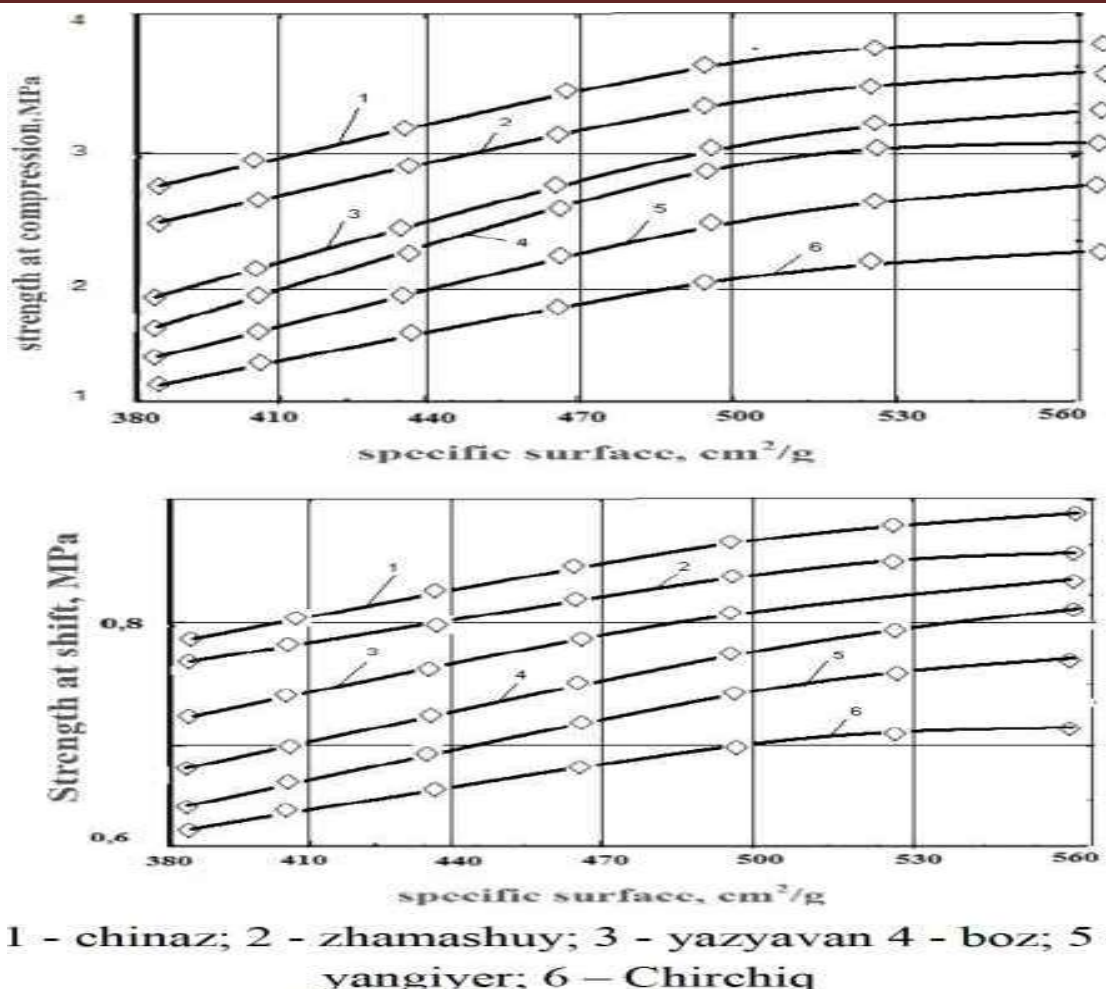 4
strength at compression, MPa
1
2
3
3
4
5
6
2
1
380 410 440 470 500 530 560
specific surface, cm²/g
Strength at shift, MPa
1
2
0,8
3
4
5
6
0,6
380 410 440 470 500 530 560
specific surface, cm²/g
1 - chinaz; 2 - zhamashuy; 3 - yazyavan 4 - boz; 5
yangiyer; 6 – Chirchiq